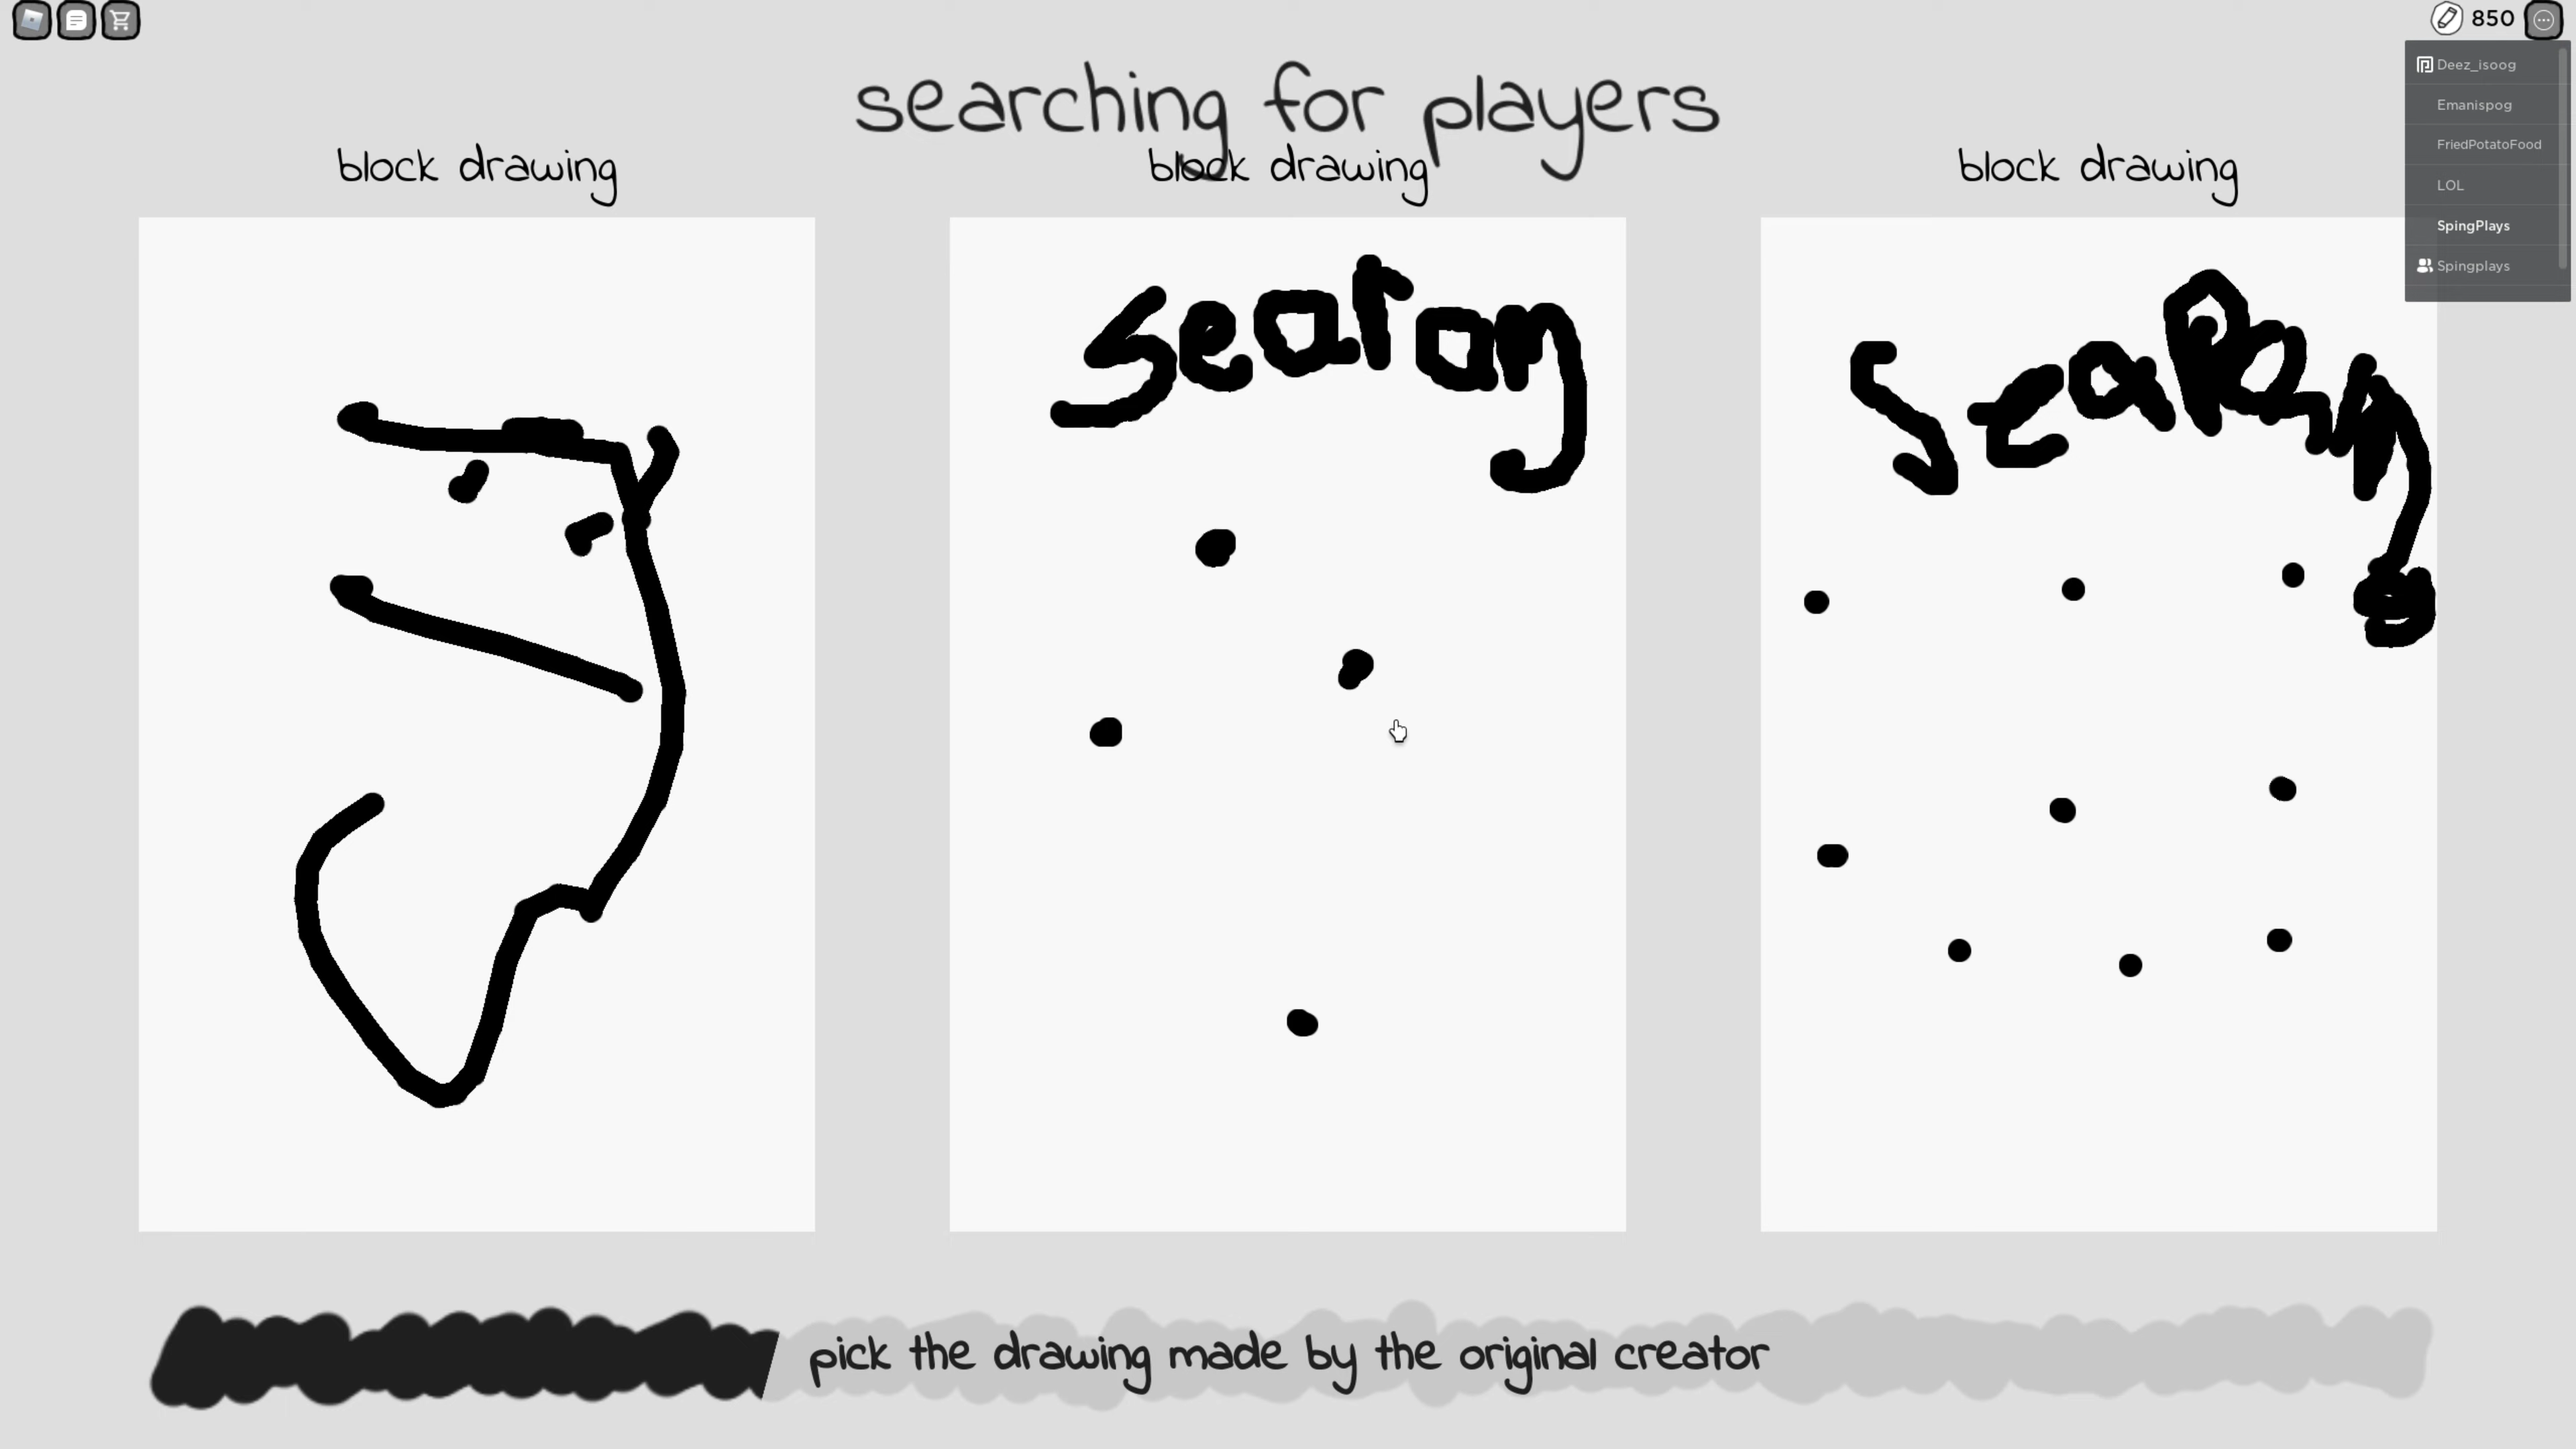 850
Deez_isoog
Emanispog
FriedPotatoFood
LOL
SpingPlays
Spingplays
searching for players
block drawing
block drawing
block drawing
pick the drawing made by the original creator